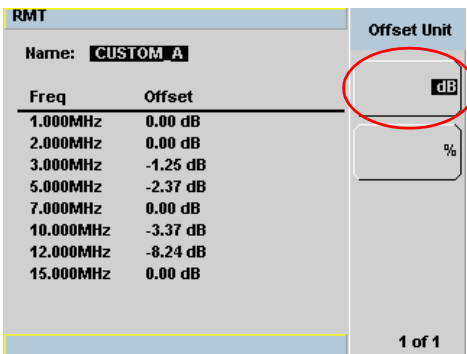 RMT
Offset Unit
Name: CUSTOM_A
dB
Freq Offset
%
1.000MHz 0.00 dB
2.000MHz 0.00 dB
3.000MHz -1.25 dB
5.000MHz -2.37 dB
7.000MHz 0.00 dB
10.000MHz -3.37 dB
12.000MHz -8.24 dB
15.000MHz 0.00 dB
1 of 1